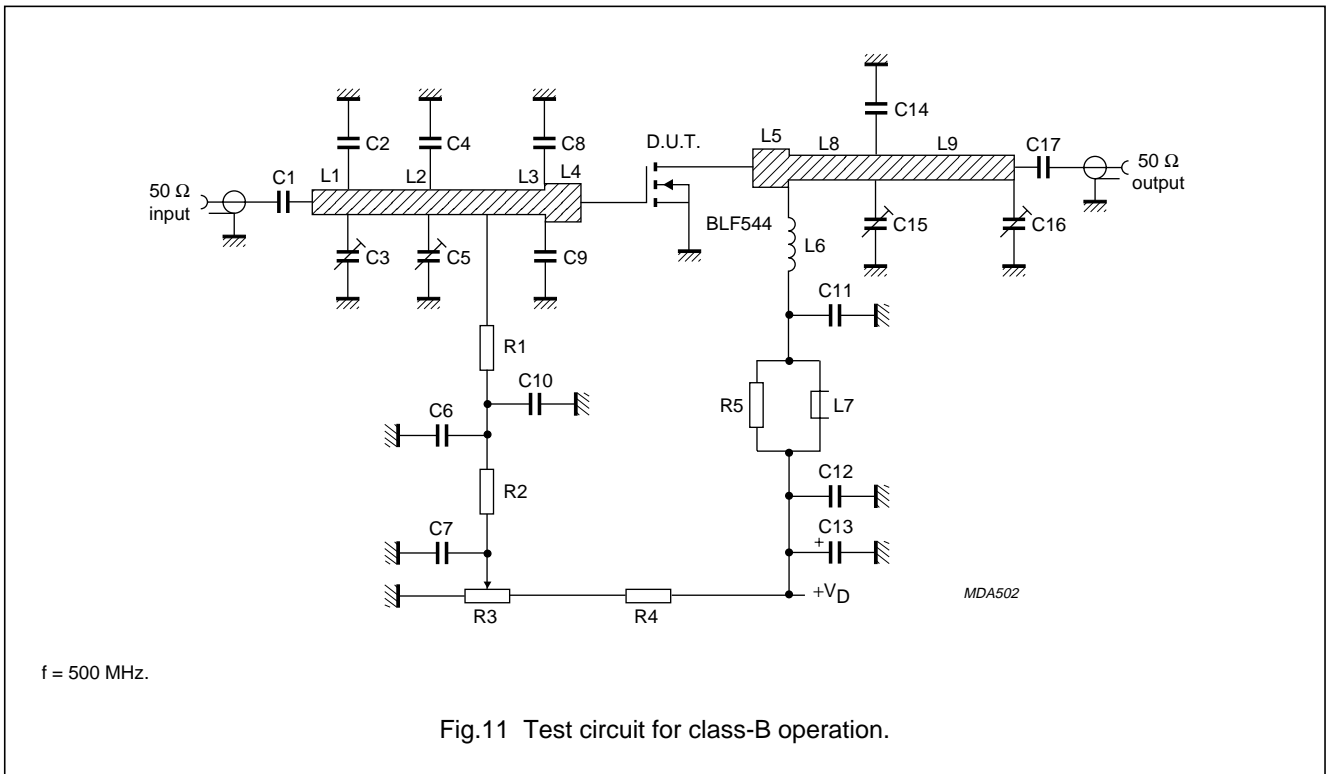 C14
D.U.T.
L5
C2
C4
C8
L8
L9
C17
L4
C1
L1
L2
L3
50 Ω
input
50 Ω
output
BLF544
C3
C5
C9
C15
C16
L6
C11
R1
C10
R5
L7
C6
R2
C12
C7
C13
+
+VD
MDA502
R3
R4
f = 500 MHz.
Fig.11 Test circuit for class-B operation.